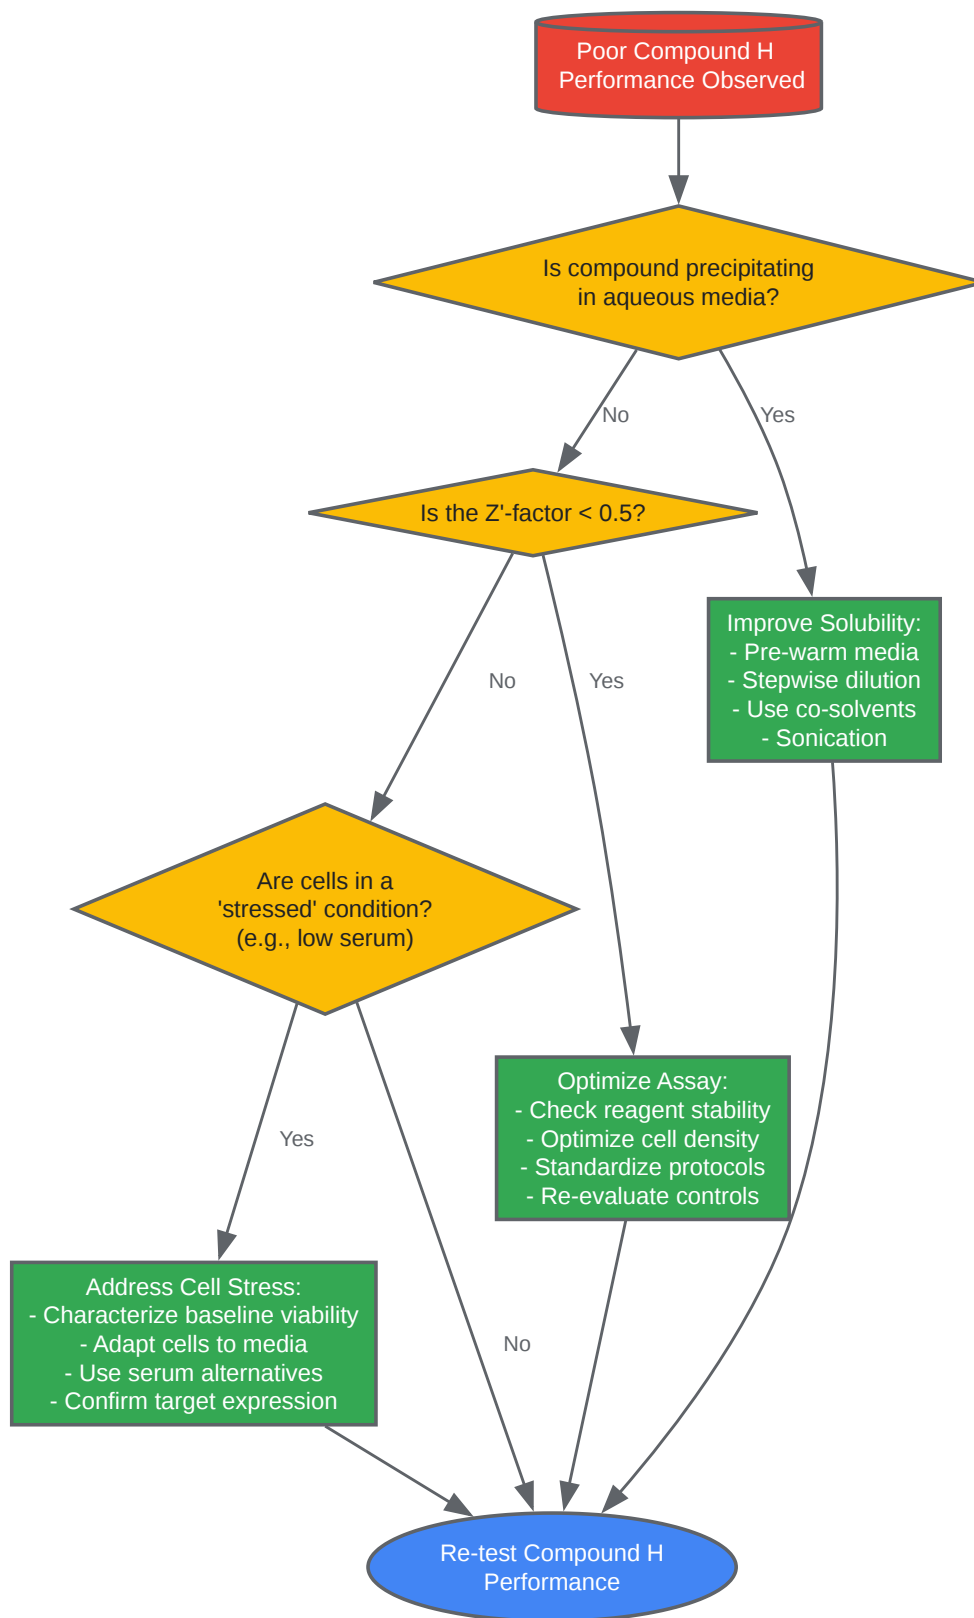 Poor Compound H
Performance Observed
Is compound precipitating
in aqueous media?
No
Yes
Is the Z'-factor < 0.5?
Improve Solubility:
- Pre-warm media
- Stepwise dilution
- Use co-solvents
- Sonication
No
Yes
Are cells in a
'stressed' condition?
(e.g., low serum)
Optimize Assay:
- Check reagent stability
- Optimize cell density
- Standardize protocols
- Re-evaluate controls
Yes
No
Address Cell Stress:
- Characterize baseline viability
- Adapt cells to media
- Use serum alternatives
- Confirm target expression
Re-test Compound H
Performance